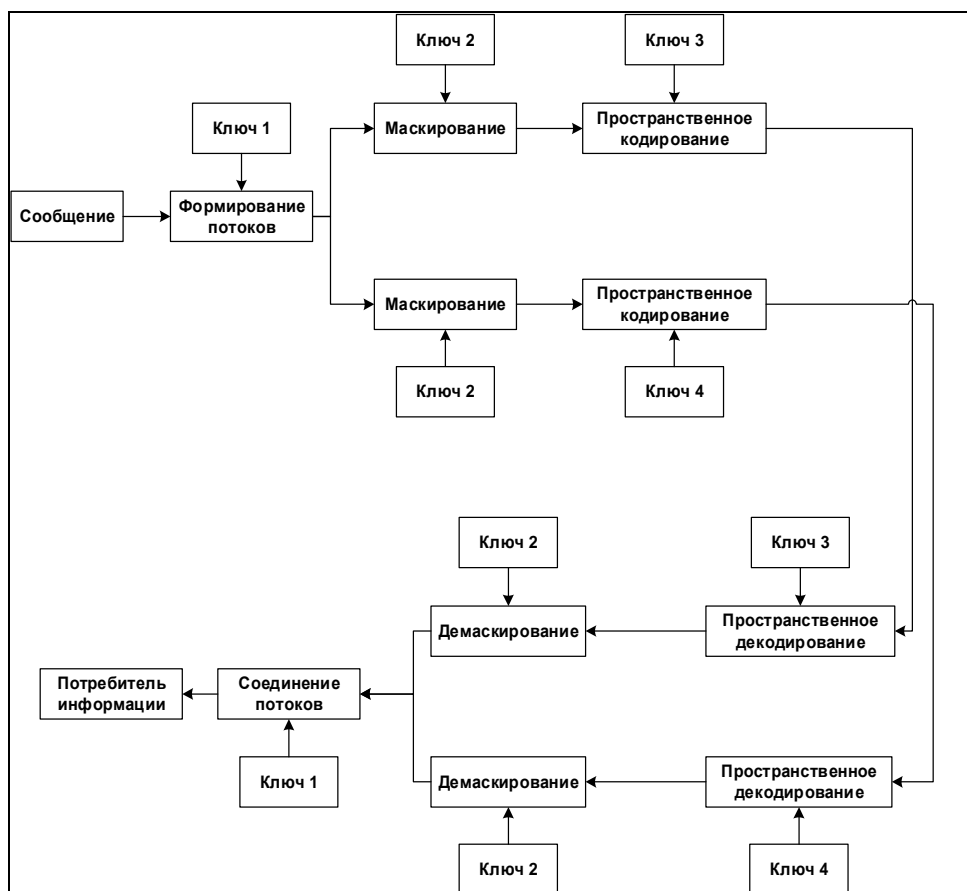 Ключ 2
Ключ 3
Ключ 1
Маскирование
Пространственное
кодирование
Сообщение
Формирование
потоков
Маскирование
Пространственное
кодирование
Ключ 2
Ключ 4
Ключ 2
Ключ 3
Демаскирование
Пространственное
декодирование
Потребитель
информации
Соединение
потоков
Ключ 1
Демаскирование
Пространственное
декодирование
Ключ 2
Ключ 4